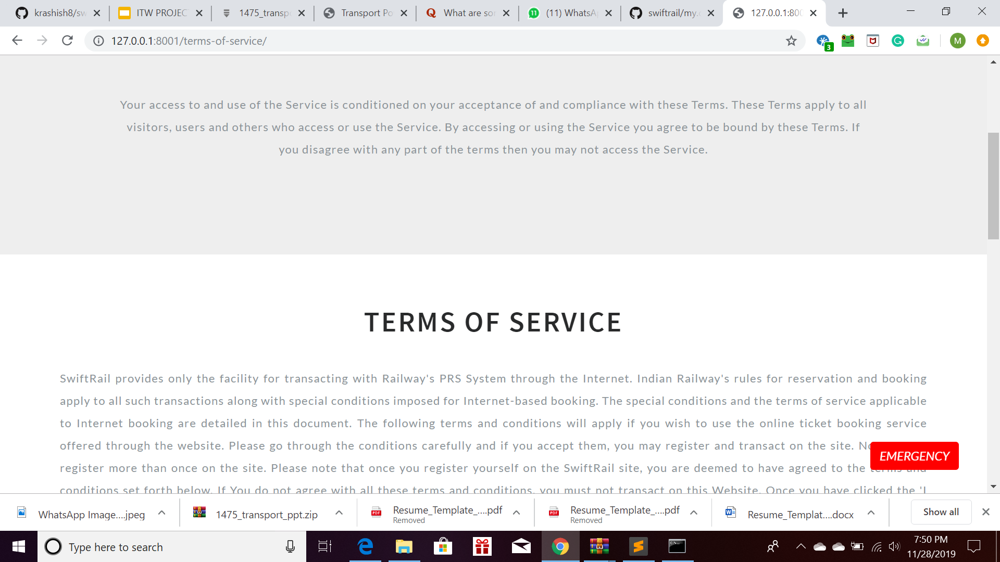 krashish8/sw
ITW PROJEC
1475_transpo
Transport Po
What are so
(11) WhatsA
swiftrail/my.
127.0.0.1:800
127.0.0.1:8001/terms-of-service/
3
M
Your access to and use of the Service is conditioned on your acceptance of and compliance with these Terms. These Terms apply to all
visitors, users and others who access or use the Service. By accessing or using the Service you agree to be bound by these Terms. If
you disagree with any part of the terms then you may not access the Service.
TERMS OF SERVICE
SwiftRail provides only the facility for transacting with Railway's PRS System through the Internet. Indian Railway's rules for reservation and booking
apply to all such transactions along with special conditions imposed for Internet-based booking. The special conditions and the terms of service applicable
to Internet booking are detailed in this document. The following terms and conditions will apply if you wish to use the online ticket booking service
offered through the website. Please go through the conditions carefully and if you accept them, you may register and transact on the site.
EMERGENCY
register more than once on the site. Please note that once you register yourself on the SwiftRail site, you are deemed to have agreed to the terms and
conditions set forth below. If You do not agree with all these terms and conditions, you must not transact on this Website. Once you have clicked the 'I
WhatsApp Image....jpeg
1475_transport_ppt.zip
PDF
Resume_Template_....pdf
Removed
PDF
Resume_Template_....pdf
Removed
Resume_Templat....docx
Show all
Type here to search
7:50 PM
11/28/2019